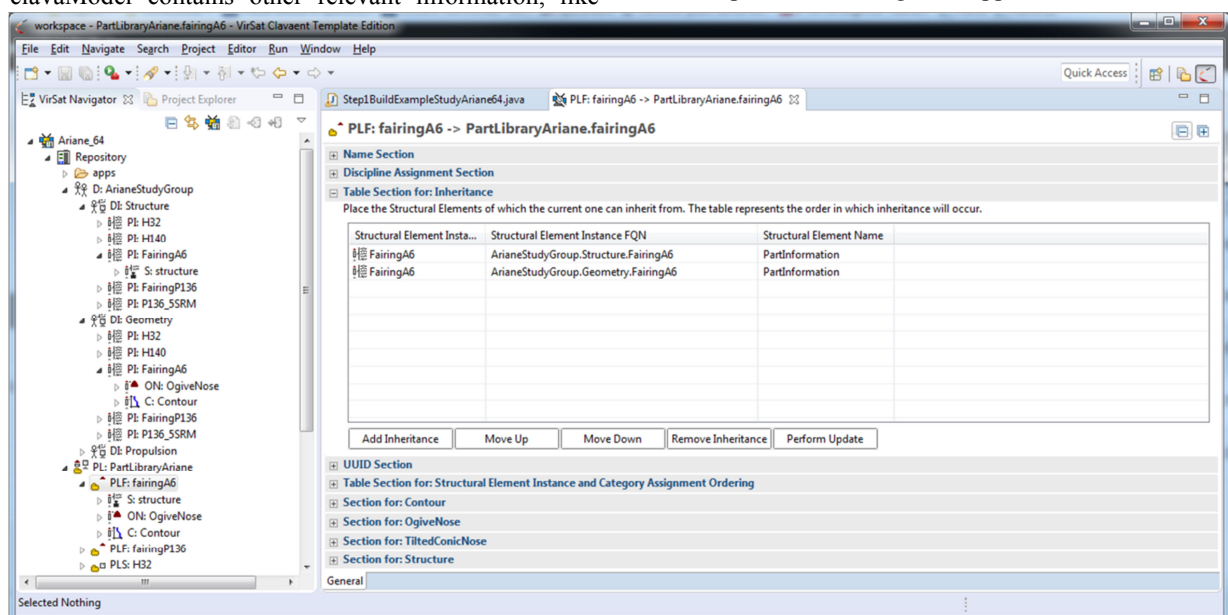 clavaModel contains other relevant information, like
workspace - PartLibraryAriane.fairingA6 - VirSat Clavaent Template Edition
File Edit Navigate Search Project Editor Run Window Help
Quick Access
VirSat Navigator Project Explorer
Step1BuildExampleStudyAriane64.java PLF: fairingA6 -> PartLibraryAriane.fairingA6
Ariane_64
Repository
apps
D: ArianeStudyGroup
DI: Structure
PI: H32
PI: H140
PI: FairingA6
S: structure
PI: FairingP136
PI: P136_5SRM
DI: Geometry
PI: H32
PI: H140
PI: FairingA6
ON: OgiveNose
C: Contour
PI: FairingP136
PI: P136_5SRM
DI: Propulsion
PL: PartLibraryAriane
PLF: fairingA6
S: structure
ON: OgiveNose
C: Contour
PLF: fairingP136
PLS: H32
PLF: fairingA6 -> PartLibraryAriane.fairingA6
Name Section
Discipline Assignment Section
Table Section for: Inheritance
Place the Structural Elements of which the current one can inherit from. The table represents the order in which inheritance will occur.
Structural Element Insta... Structural Element Instance FQN Structural Element Name
FairingA6 ArianeStudyGroup.Structure.FairingA6 PartInformation
FairingA6 ArianeStudyGroup.Geometry.FairingA6 PartInformation
Add Inheritance Move Up Move Down Remove Inheritance Perform Update
UUID Section
Table Section for: Structural Element Instance and Category Assignment Ordering
Section for: Contour
Section for: OgiveNose
Section for: TiltedConicNose
Section for: Structure
General
Selected Nothing